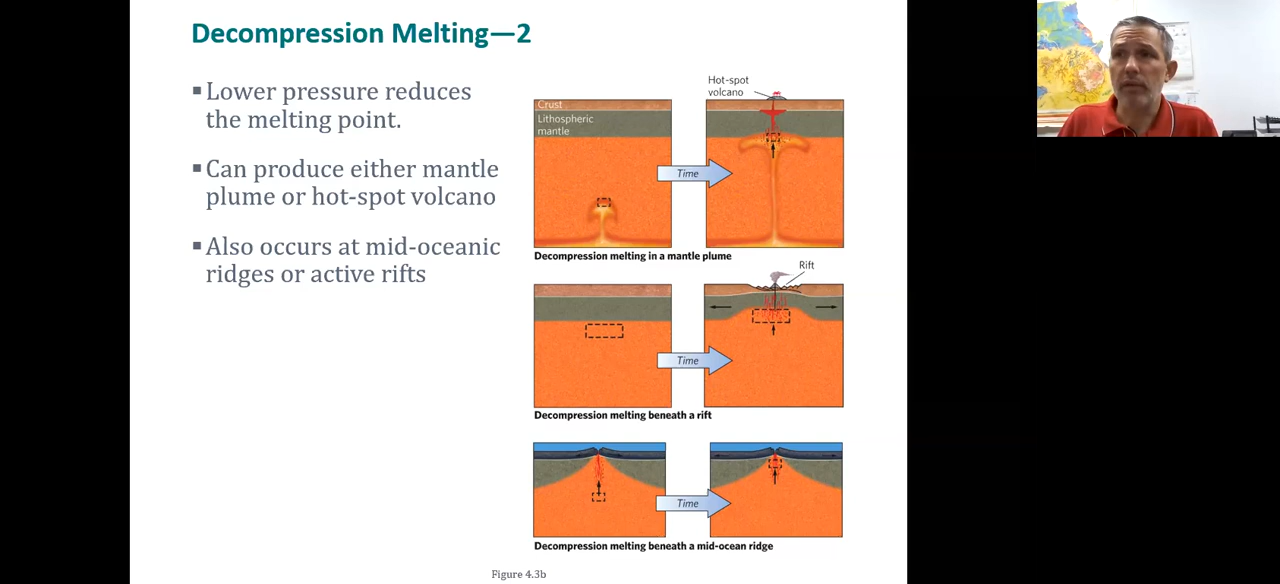 Decompression Melting—2
▪Lower pressure reduces
the melting point.
▪Can produce either mantle
plume or hot-spot volcano
▪Also occurs at mid-oceanic
ridges or active rifts
Hot-spot
volcano
Crust
Lithospheric
mantle
Time
Decompression melting in a mantle plume
Rift
Time
Decompression melting beneath a rift
Time
Decompression melting beneath a mid-ocean ridge
Figure 4.3b